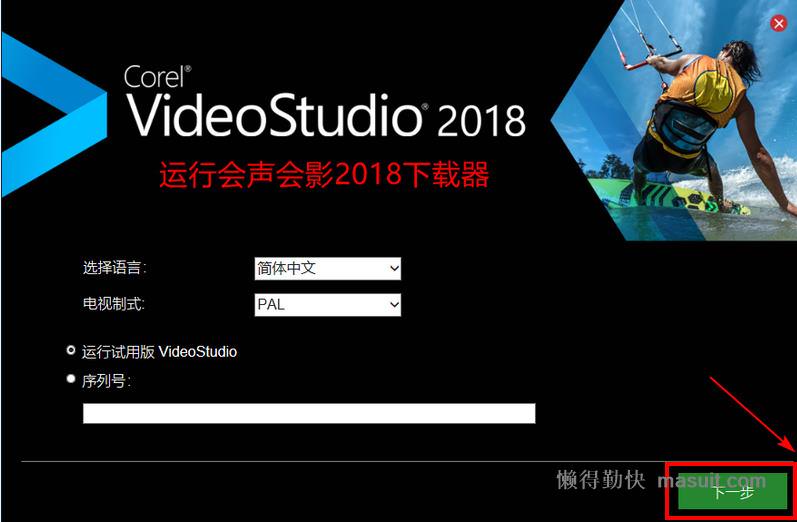 Corel®
VideoStudio® 2018
运行会声会影2018下载器
选择语言:
简体中文
电视制式:
PAL
运行试用版 VideoStudio
序列号:
懒得勤快 masuit.com
下一步